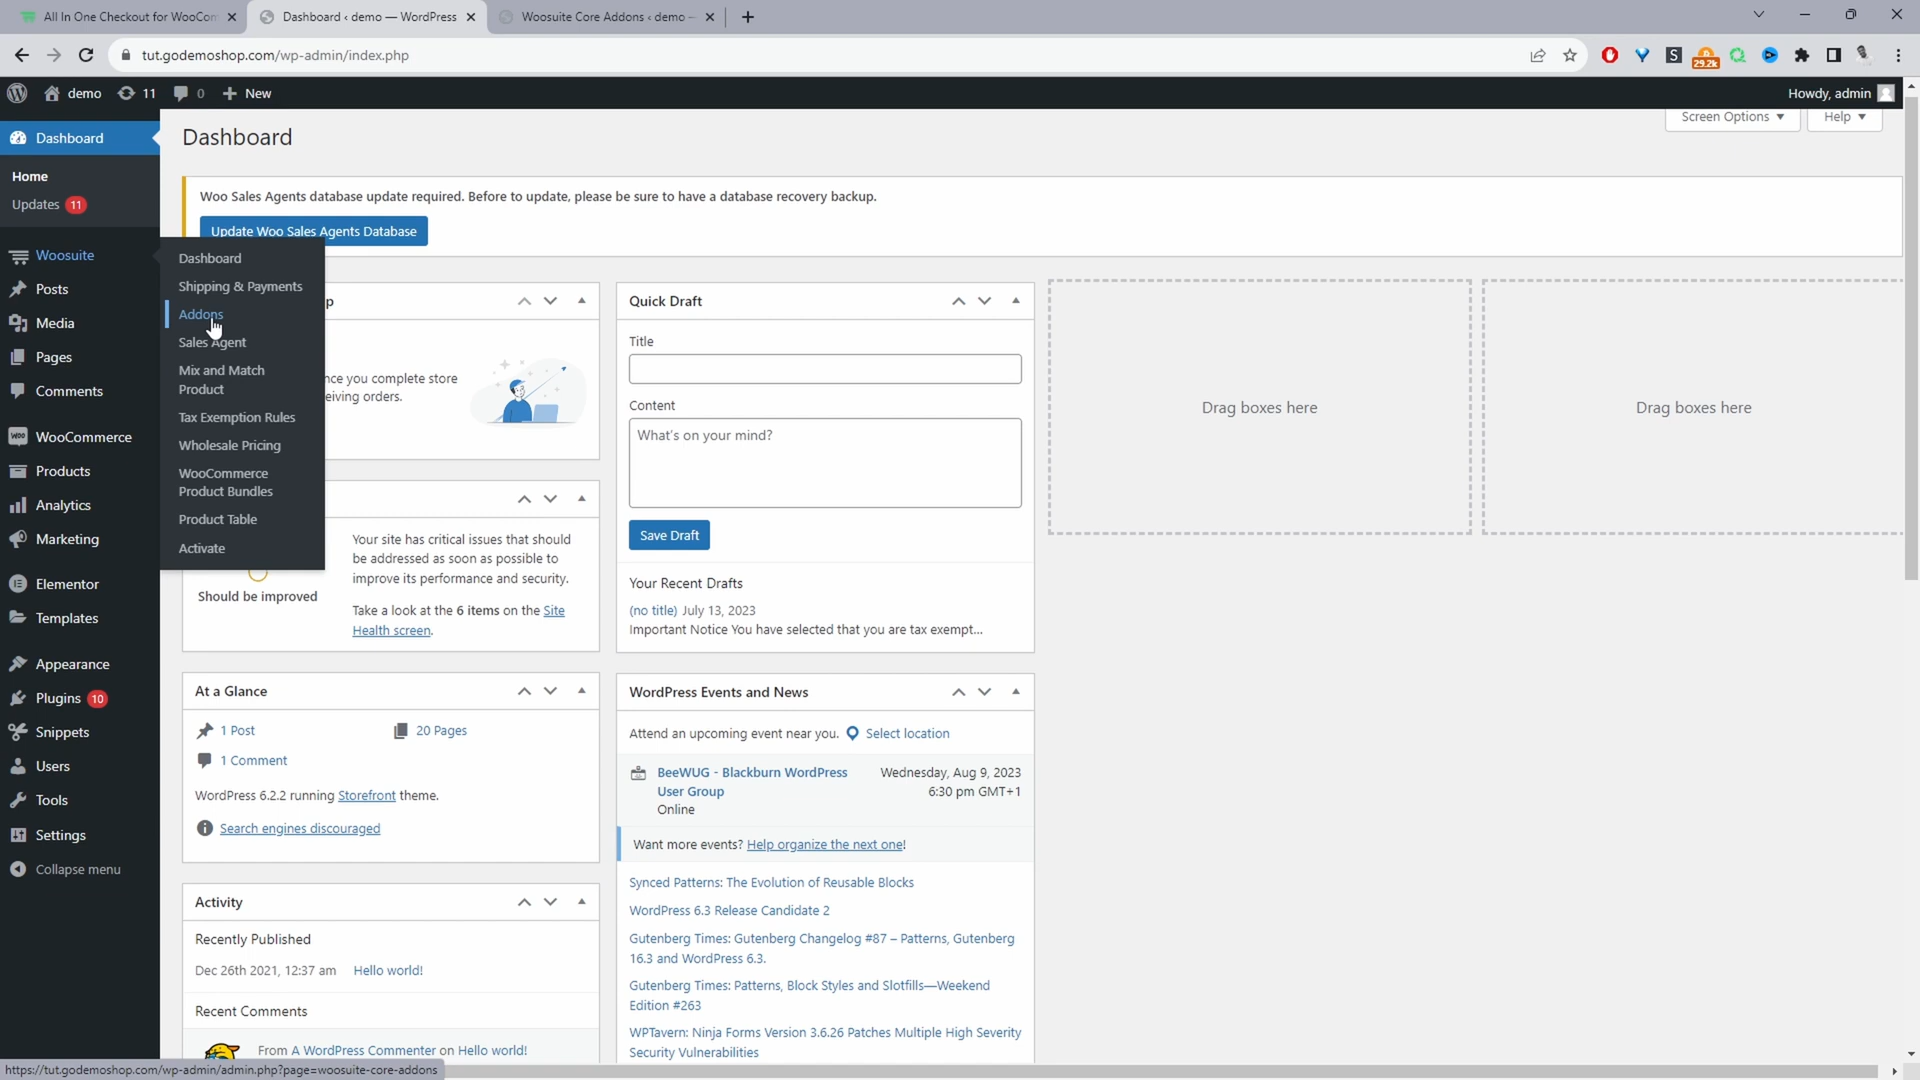 All In One Checkout for WooCom
Dashboard ‹ demo — WordPress
Woosuite Core Addons ‹ demo —
tut.godemoshop.com/wp-admin/index.php
S
29.2k
demo
11
0
New
Howdy, admin
Dashboard
Home
Updates 11
Woosuite
Posts
Media
Pages
Comments
WooCommerce
Products
Analytics
Marketing
Elementor
Templates
Appearance
Plugins 10
Snippets
Users
Tools
Settings
Collapse menu
Dashboard
Shipping & Payments
Addons
Sales Agent
Mix and Match
Product
Tax Exemption Rules
Wholesale Pricing
WooCommerce
Product Bundles
Product Table
Activate
Dashboard
Screen Options
Help
Woo Sales Agents database update required. Before to update, please be sure to have a database recovery backup.
Update Woo Sales Agents Database
p
nce you complete store
eiving orders.
Your site has critical issues that should
be addressed as soon as possible to
improve its performance and security.
Should be improved
Take a look at the 6 items on the Site
Health screen.
At a Glance
1 Post
20 Pages
1 Comment
WordPress 6.2.2 running Storefront theme.
Search engines discouraged
Activity
Recently Published
Dec 26th 2021, 12:37 am Hello world!
Recent Comments
From A WordPress Commenter on Hello world!
Quick Draft
Title
Content
What's on your mind?
Save Draft
Your Recent Drafts
(no title) July 13, 2023
Important Notice You have selected that you are tax exempt...
WordPress Events and News
Attend an upcoming event near you. Select location
BeeWUG - Blackburn WordPress
User Group
Online
Wednesday, Aug 9, 2023
6:30 pm GMT+1
Want more events? Help organize the next one!
Synced Patterns: The Evolution of Reusable Blocks
WordPress 6.3 Release Candidate 2
Gutenberg Times: Gutenberg Changelog #87 – Patterns, Gutenberg
16.3 and WordPress 6.3.
Gutenberg Times: Patterns, Block Styles and Slotfills—Weekend
Edition #263
WPTavern: Ninja Forms Version 3.6.26 Patches Multiple High Severity
Security Vulnerabilities
Drag boxes here
Drag boxes here
https://tut.godemoshop.com/wp-admin/admin.php?page=woosuite-core-addons